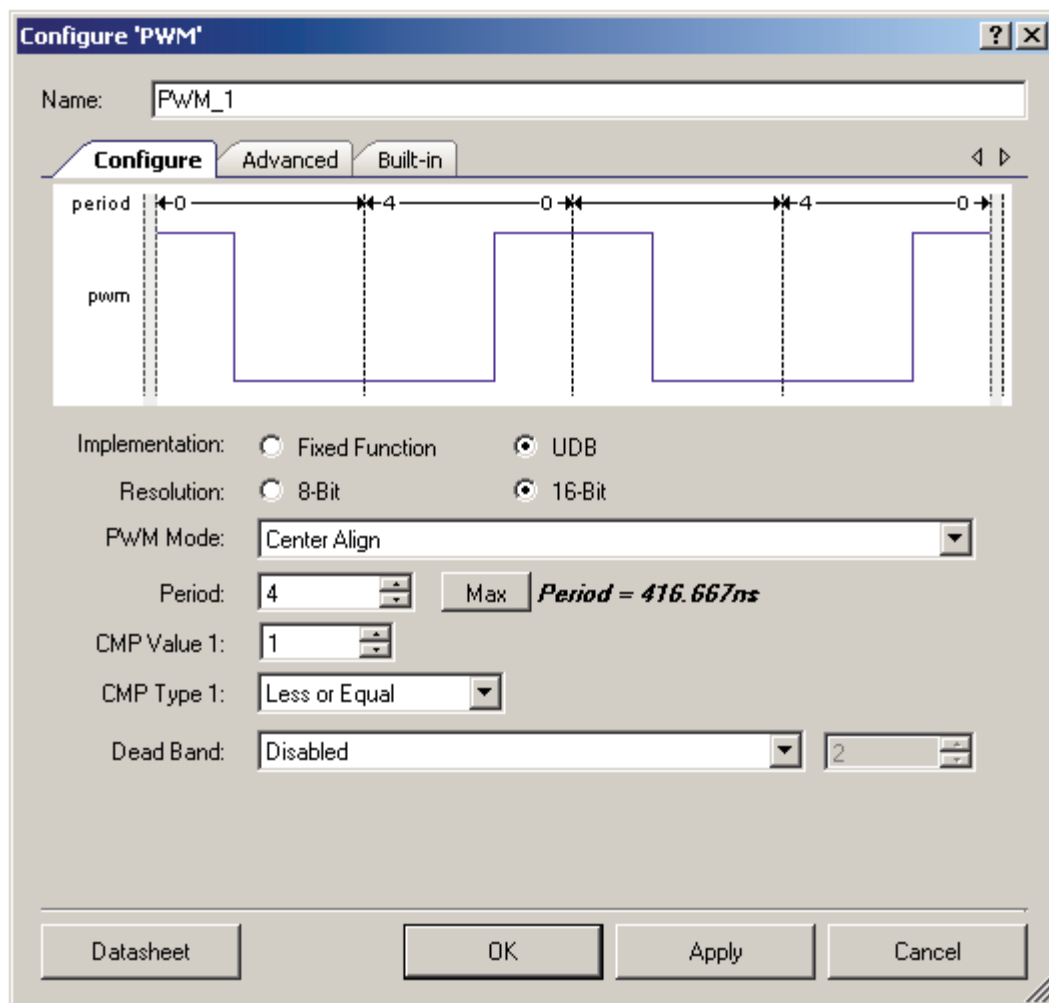 Configure 'PWM'
Name: PWM_1
Configure Advanced Built-in
period 0 4 0 4 0
pwm
Implementation: Fixed Function UDB
Resolution: 8-Bit 16-Bit
PWM Mode: Center Align
Period: 4 Max Period = 416.667ns
CMP Value 1: 1
CMP Type 1: Less or Equal
Dead Band: Disabled 2
Datasheet OK Apply Cancel